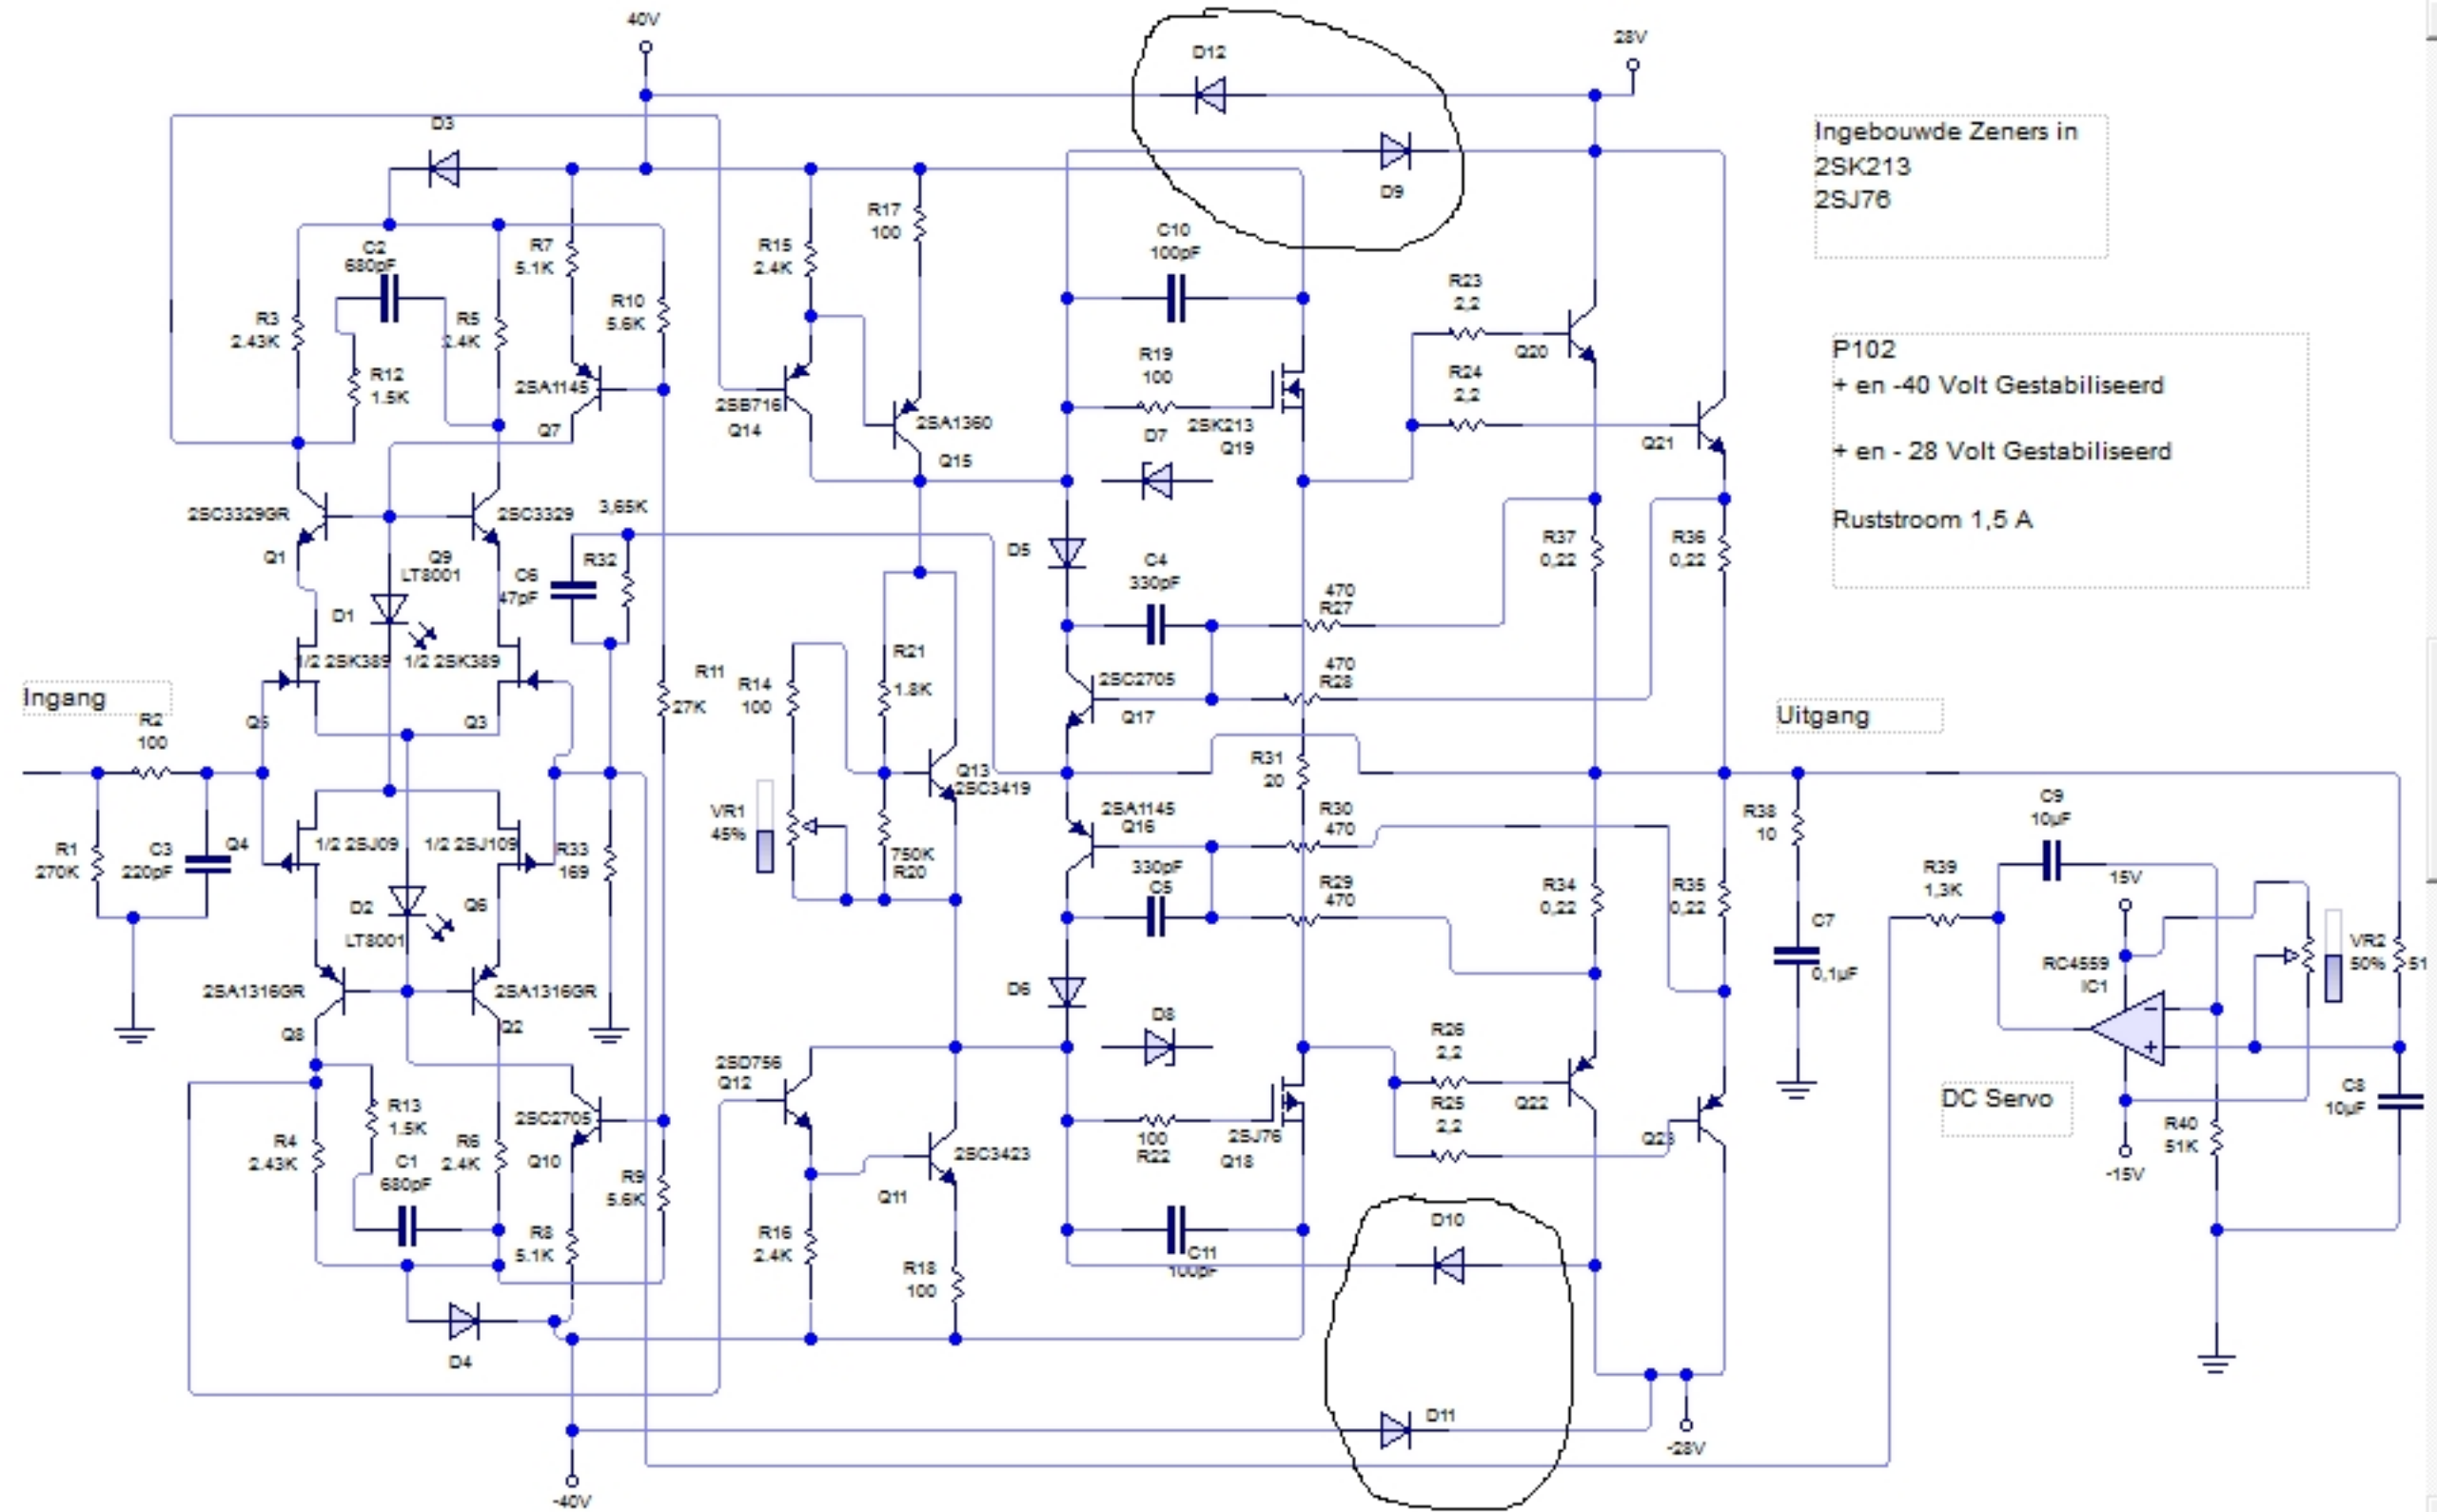 40V
28V
D12
D3
D9
Ingebouwde Zeners in
2SK213
2SJ76
R17
100
C2
680pF
R7
5.1K
R15
2.4K
C10
100pF
R10
5.6K
R3
2.43K
R5
2.4K
R23
2,2
R12
1.5K
R19
100
Q20
P102
+ en -40 Volt Gestabiliseerd
+ en - 28 Volt Gestabiliseerd
Ruststroom 1,5 A
2SA1145
Q7
2SB716
Q14
2SA1360
Q15
2SK213
Q19
D7
R24
2,2
Q21
2SC3329GR
Q1
2SC3329
Q9
3,65K
R32
C6
47pF
LT8001
D1
D5
C4
330pF
R37
0,22
R36
0,22
470
R27
1/2 2SK389
1/2 2SK389
Q5
Q3
R11
27K
R14
100
R21
1.8K
2SC2705
Q17
470
R28
Ingang
R2
100
Uitgang
Q13
2SC3419
R31
20
VR1
45%
2SA1145
Q16
R30
470
R38
10
C9
10µF
R1
270K
C3
220pF
Q4
1/2 2SJ09
1/2 2SJ109
R33
169
750K
R20
330pF
C5
R29
470
R34
0,22
R35
0,22
R39
1,3K
15V
D2
LT8001
Q6
C7
0,1µF
RC4559
IC1
VR2
50%
51
2SA1316GR
Q8
2SA1316GR
Q2
D6
D8
R26
2,2
Q22
2SD756
Q12
R13
1.5K
R4
2.43K
R6
2.4K
2SC2705
Q10
2SC3423
Q11
100
R22
2SJ76
Q18
R25
2,2
DC Servo
C8
10µF
R40
51K
-15V
C1
680pF
R9
5.6K
R8
5.1K
R16
2.4K
R18
100
C11
100pF
D10
D4
D11
-28V
-40V